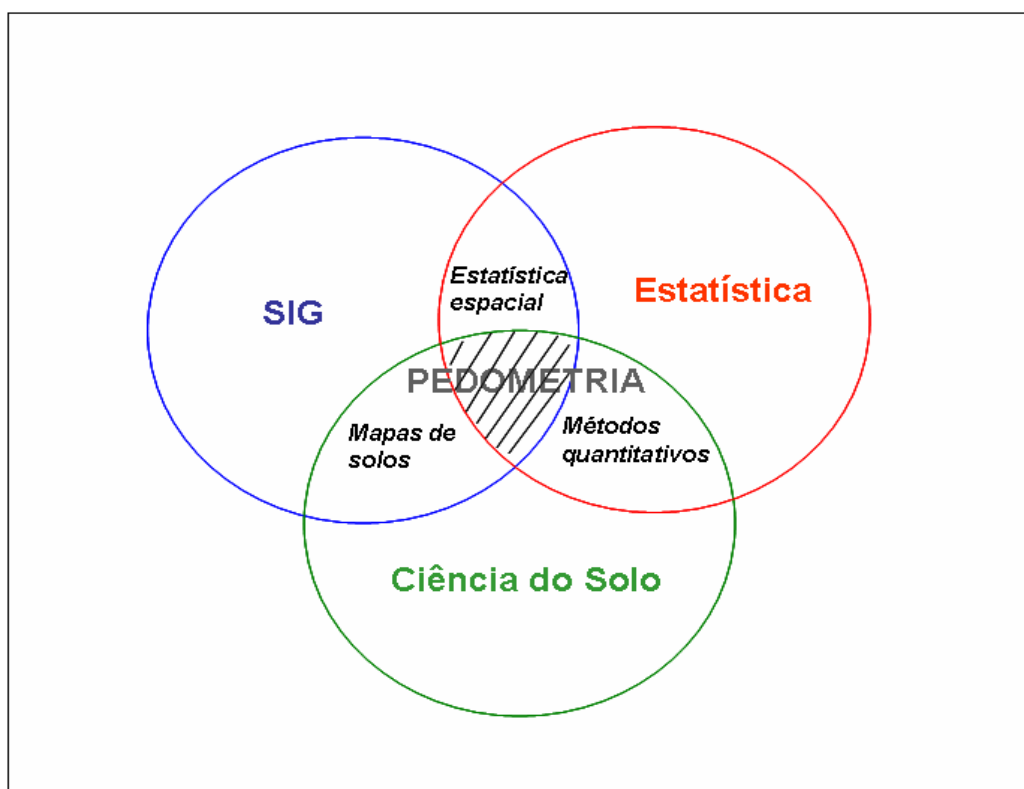 Estatística
espacial
SIG
Estatística
PEDOMETRIA
Mapas de
solos
Métodos
quantitativos
Ciência do Solo